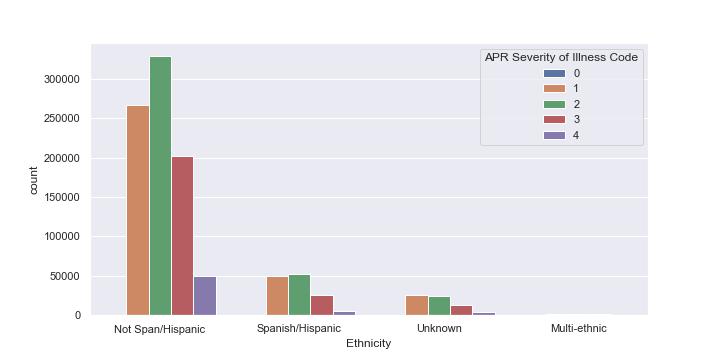 APR Severity of Illness Code
0
1
2
3
4
300000
250000
200000
150000
100000
50000
0
count
Not Span/Hispanic
Spanish/Hispanic
Unknown
Multi-ethnic
Ethnicity